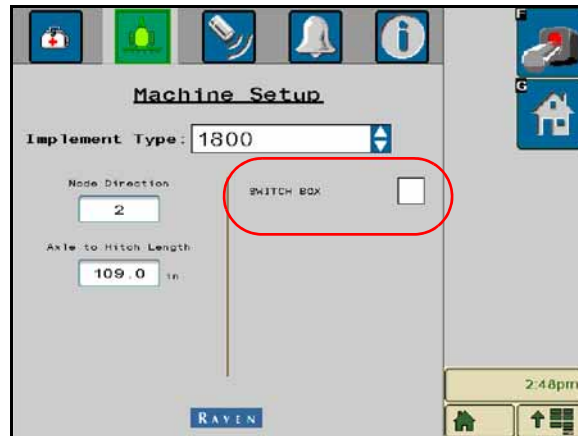 F
G
Machine Setup
Implement Type: 1800
Node Direction
2
Axle to Hitch Length
109.0 in
SWITCH BOX
RAVEN
2:48pm